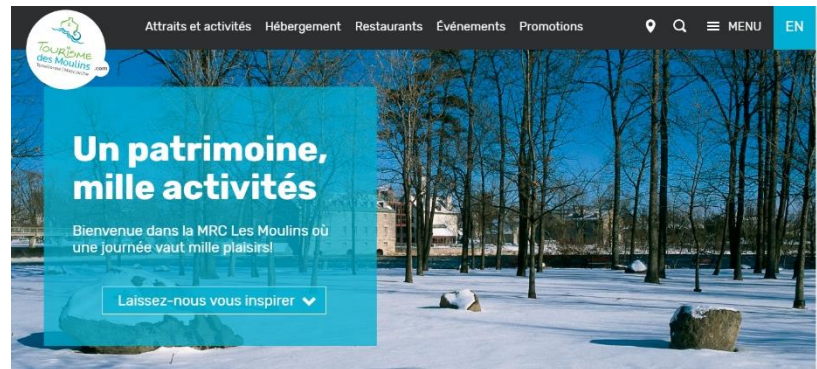 Tourisme
des Moulins
.com
Attraits et activités Hébergement Restaurants Événements Promotions MENU EN
Un patrimoine,
mille activités
Bienvenue dans la MRC Les Moulins où
une journée vaut mille plaisirs!
Laissez-nous vous inspirer